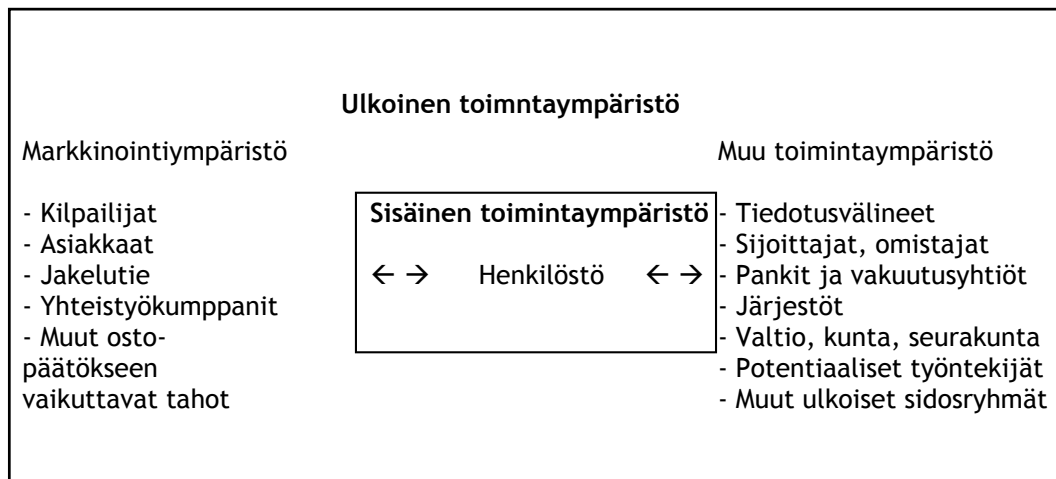 Ulkoinen toimntaympäristö
Markkinointiympäristö
- Kilpailijat
- Asiakkaat
- Jakelutie
- Yhteistyökumppanit
- Muut osto-
päätökseen
vaikuttavat tahot
Sisäinen toimintaympäristö
← → Henkilöstö ← →
Muu toimintaympäristö
- Tiedotusvälineet
- Sijoittajat, omistajat
- Pankit ja vakuutusyhtiöt
- Järjestöt
- Valtio, kunta, seurakunta
- Potentiaaliset työntekijät
- Muut ulkoiset sidosryhmät